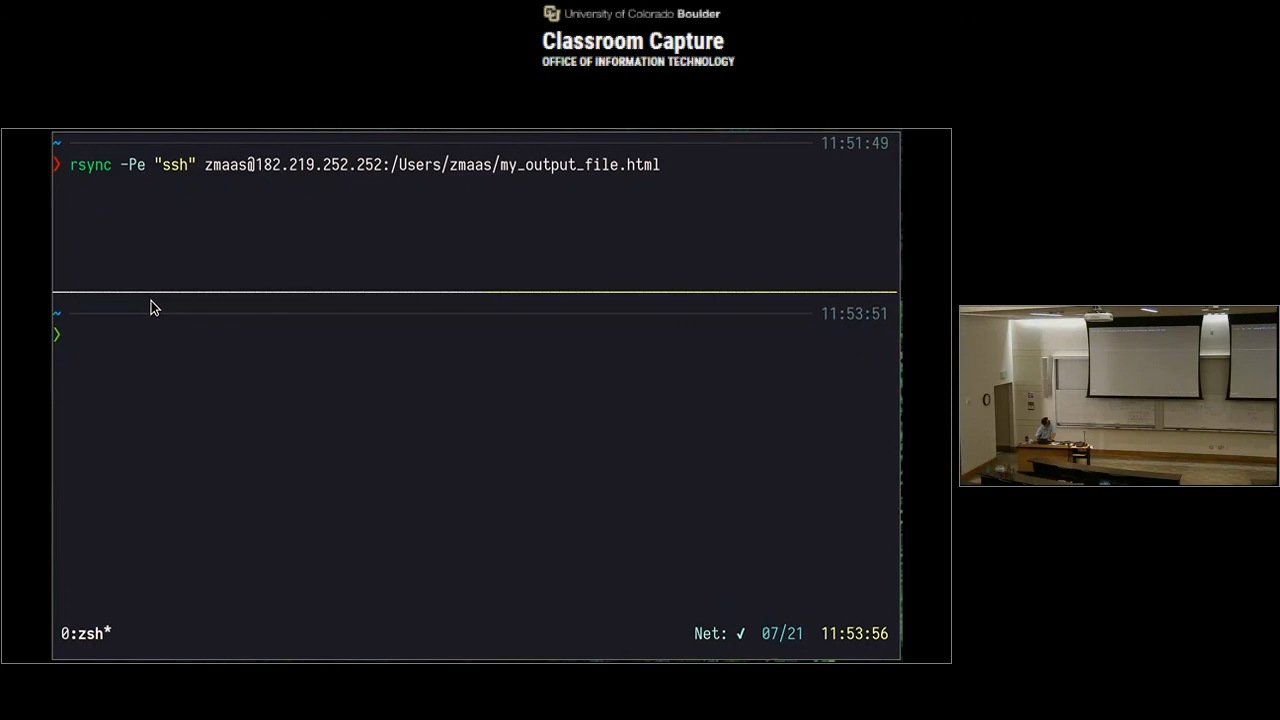 University of Colorado Boulder
Classroom Capture
OFFICE OF INFORMATION TECHNOLOGY
~ 11:51:49
❯ rsync -Pe "ssh" zmaas@182.219.252.252:/Users/zmaas/my_output_file.html
~ 11:53:51
❯
0:zsh* Net: ✓ 07/21 11:53:56